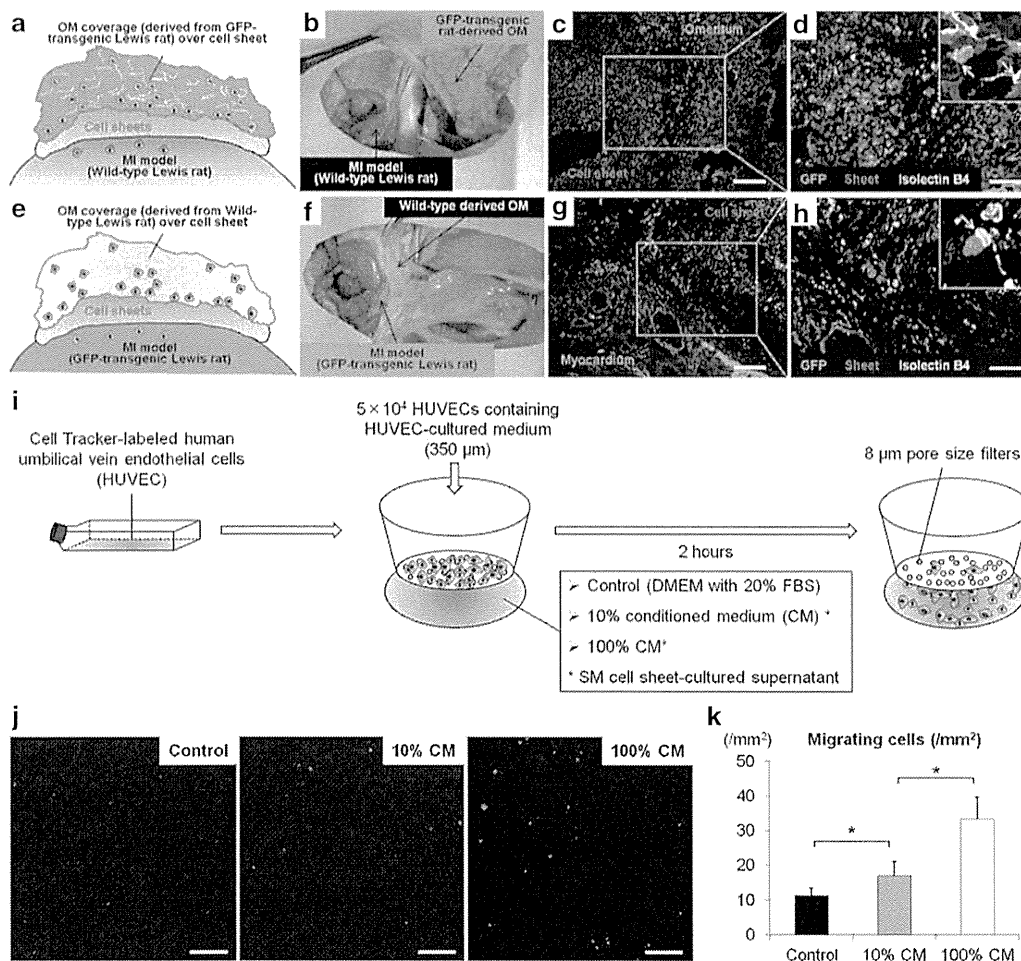 a
OM coverage (derived from GFP-
transgenic Lewis rat) over cell sheet
Cell sheets
MI model
(Wild-type Lewis rat)
b
GFP-transgenic
rat-derived OM
MI model
(Wild-type Lewis rat)
c
Omentum
Cell sheet
d
GFP Sheet Isolectin B4
e
OM coverage (derived from Wild-
type Lewis rat) over cell sheet
Cell sheets
MI model
(GFP-transgenic Lewis rat)
f
Wild-type derived OM
MI model
(GFP-transgenic Lewis rat)
g
Cell sheet
Myocardium
h
GFP Sheet Isolectin B4
i
Cell Tracker-labeled human
umbilical vein endothelial cells
(HUVEC)
5 × 10⁴ HUVECs containing
HUVEC-cultured medium
(350 μm)
2 hours
8 μm pore size filters
➢ Control (DMEM with 20% FBS)
➢ 10% conditioned medium (CM) *
➢ 100% CM*
* SM cell sheet-cultured supernatant
j
Control
10% CM
100% CM
k
(/mm²)
Migrating cells (/mm²)
50
40
30
20
10
0
*
*
Control 10% CM 100% CM